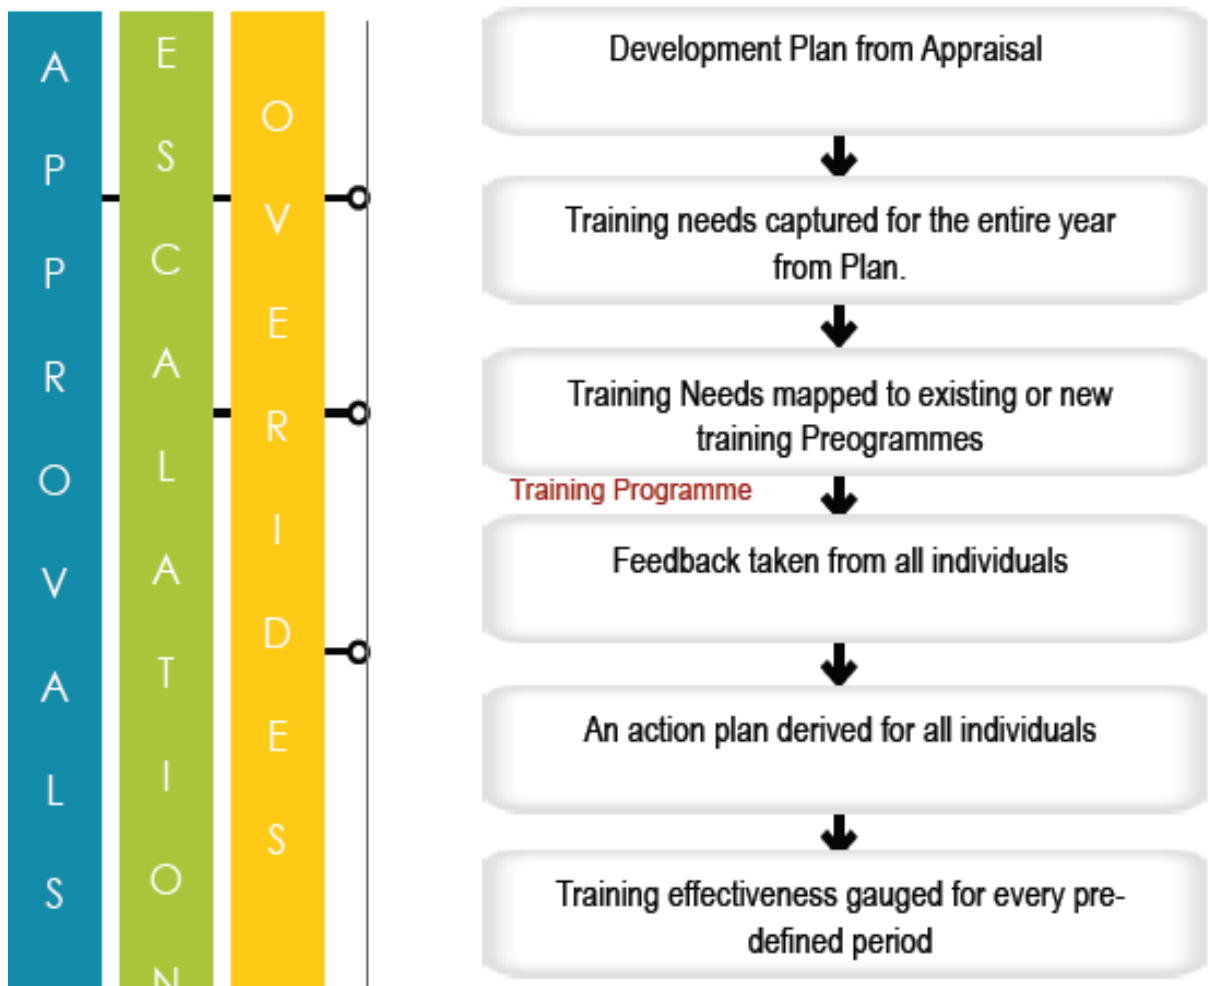 APPROVALS
ESCALATION
OVERIDES
Development Plan from Appraisal
Training needs captured for the entire year
from Plan.
Training Needs mapped to existing or new
training Preogrammes
Training Programme
Feedback taken from all individuals
An action plan derived for all individuals
Training effectiveness gauged for every pre-
defined period